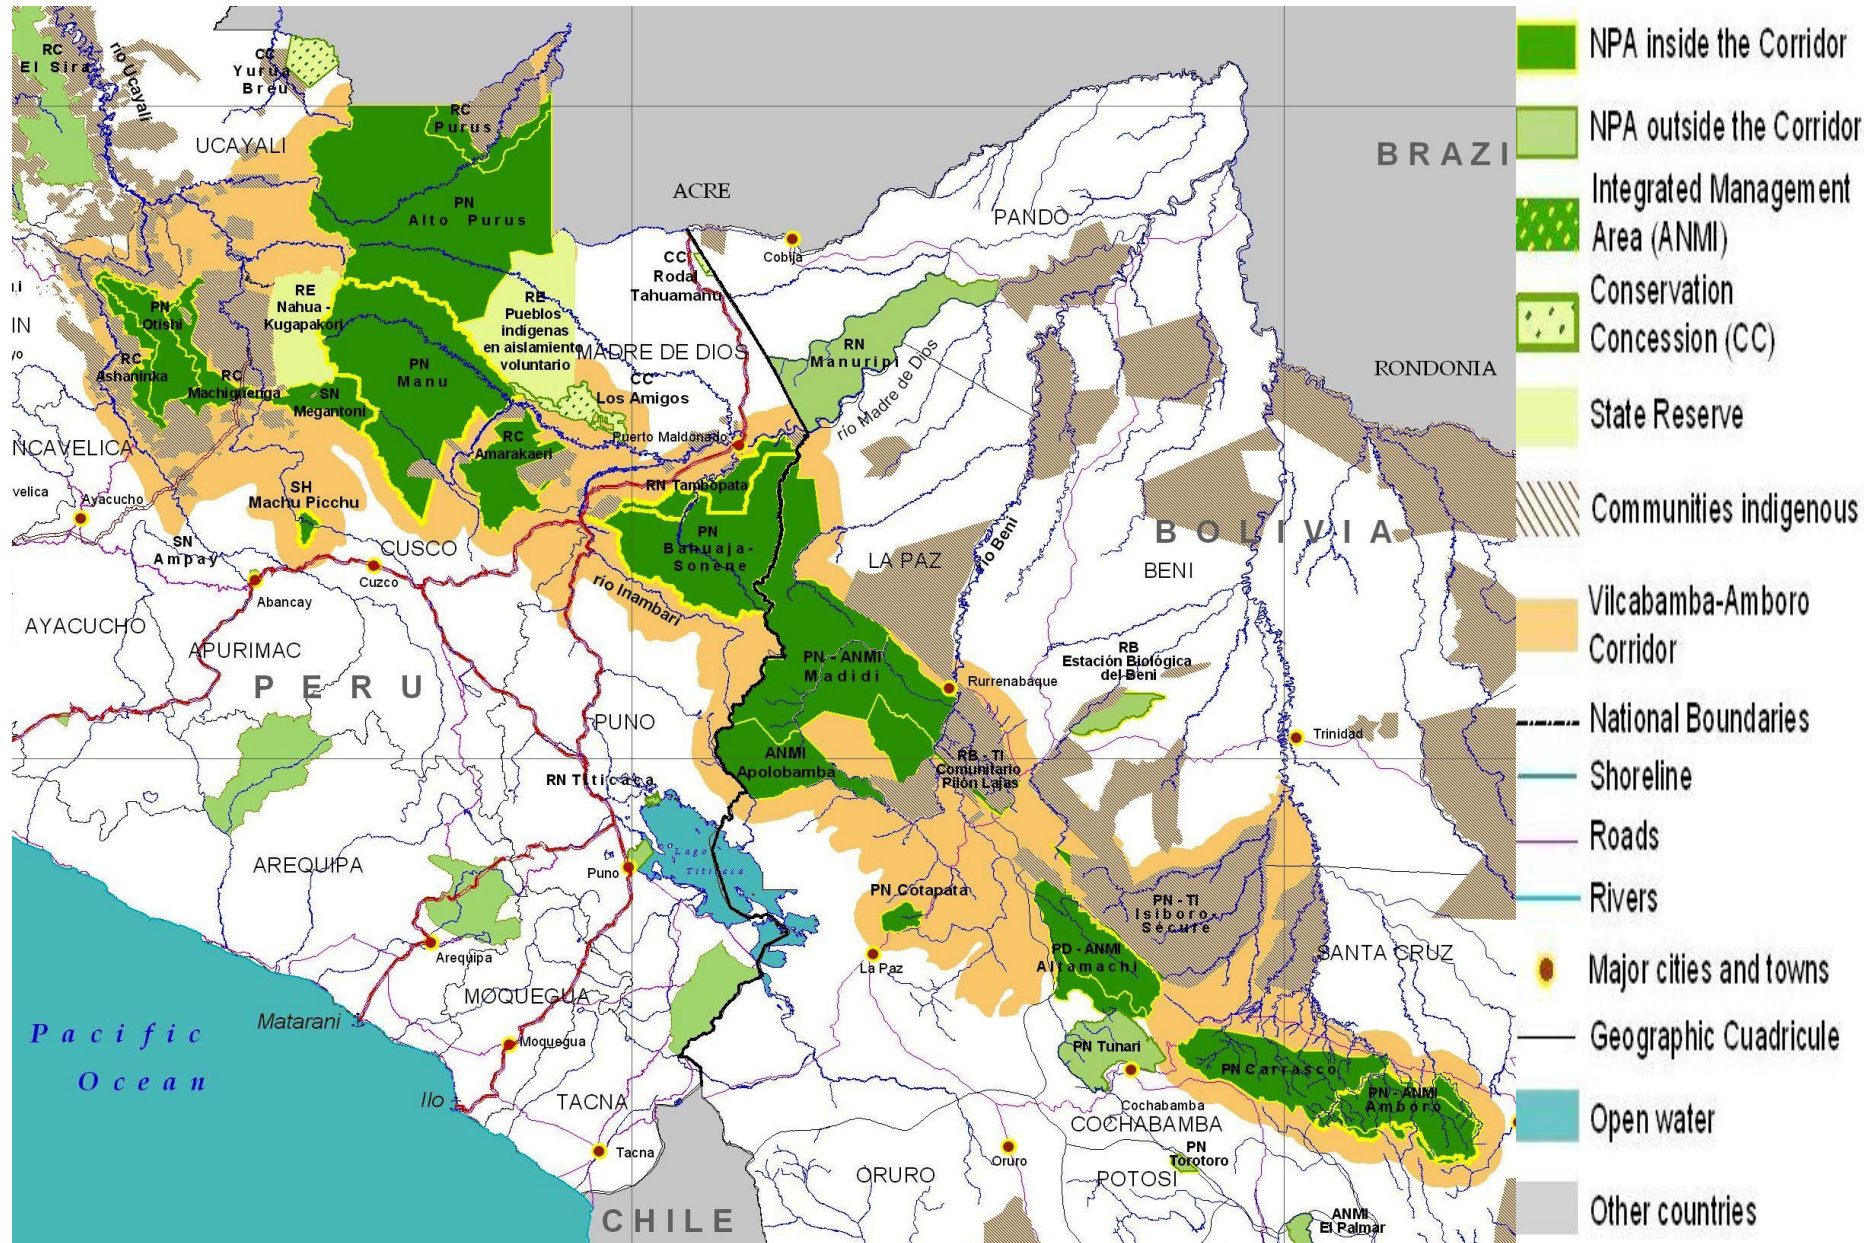 RC
El Sira
río Ucayali
CC
Yurua
Breu
UCAYALI
RC
Purus
PN
Alto Purus
ACRE
BRAZI
PANDO
Cobija
CC
Rodal
Tahuamanu
RE
Nahua -
Kugapakori
RE
Pueblos
indígenas
en aislamiento
voluntario
MADRE DE DIOS
RN
Manuripi
río Madre de Dios
RONDONIA
PN
Otishi
RC
Ashaninka
RC
Machiguenga
SN
Megantoni
PN
Manu
CC
Los Amigos
IN
yo
NCAVELICA
velica
Ayacucho
RC
Amarakaeri
Puerto Maldonado
RN Tambopata
SH
Machu Picchu
SN
Ampay
CUSCO
Cuzco
Abancay
PN
Bahuaja-
Sonene
río Inambari
LA PAZ
río Beni
BOLIVIA
BENI
AYACUCHO
APURIMAC
PERU
PUNO
PN - ANMI
Madidi
Rurrenabaque
RB
Estación Biológica
del Beni
Trinidad
ANMI
Apolobamba
RB - TI
Comunitario
Pilón Lajas
RN Titicaca
Lago
Titicaca
AREQUIPA
Puno
PN Cotapata
PN - TI
Isiboro-
Sécure
Arequipa
La Paz
PD - ANMI
Altamachi
SANTA CRUZ
MOQUEGUA
Matarani
Pacific
Ocean
Moquegua
PN Tunari
PN Carrasco
PN - ANMI
Amboro
Ilo
TACNA
Cochabamba
COCHABAMBA
Tacna
ORURO
Oruro
PN
Torotoro
POTOSI
CHILE
ANMI
El Palmar
NPA inside the Corridor
NPA outside the Corridor
Integrated Management
Area (ANMI)
Conservation
Concession (CC)
State Reserve
Communities indigenous
Vilcabamba-Amboro
Corridor
National Boundaries
Shoreline
Roads
Rivers
Major cities and towns
Geographic Cuadricule
Open water
Other countries